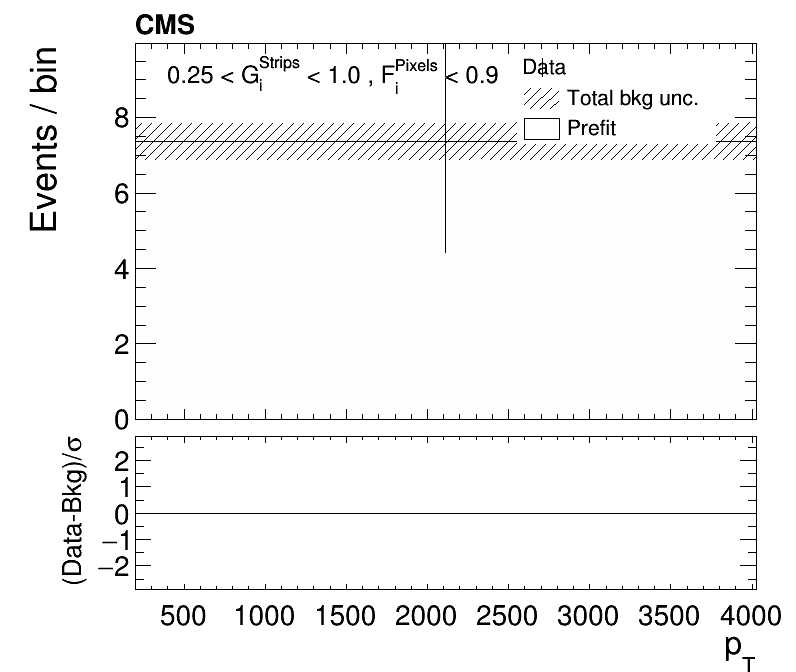 CMS
0.25 < G_i^Strips < 1.0 , F_i^Pixels < 0.9
Data
Total bkg unc.
Prefit
Events / bin
8
6
4
2
0
(Data-Bkg)/σ
2
1
0
−1
−2
500 1000 1500 2000 2500 3000 3500 4000
p_T